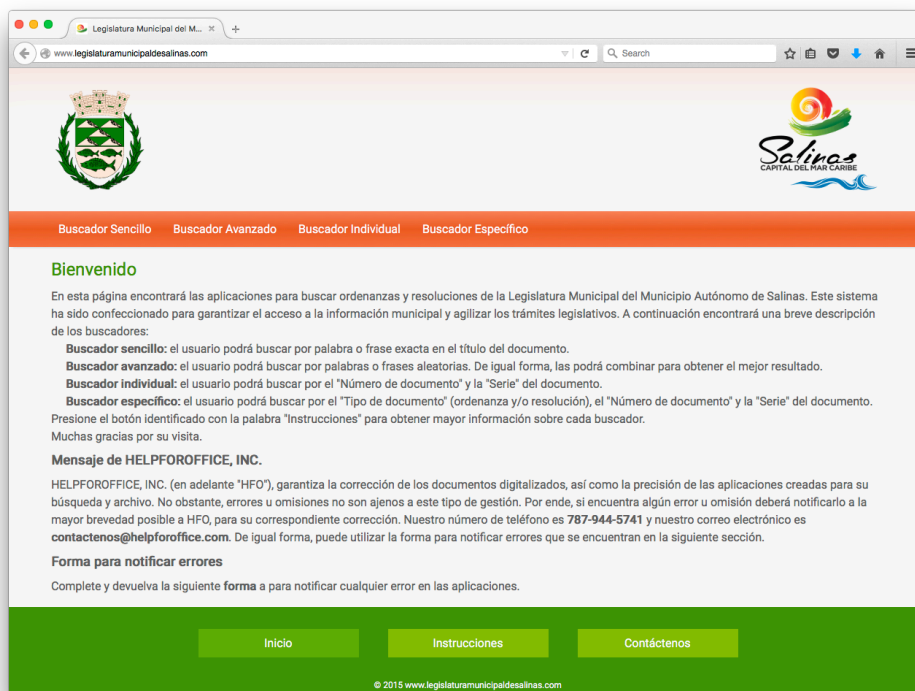 Legislatura Municipal del M...
www.legislaturamunicipaldesalinas.com
Search
Salinas
CAPITAL DEL MAR CARIBE
Buscador Sencillo Buscador Avanzado Buscador Individual Buscador Específico
Bienvenido
En esta página encontrará las aplicaciones para buscar ordenanzas y resoluciones de la Legislatura Municipal del Municipio Autónomo de Salinas. Este sistema
ha sido confeccionado para garantizar el acceso a la información municipal y agilizar los trámites legislativos. A continuación encontrará una breve descripción
de los buscadores:
Buscador sencillo: el usuario podrá buscar por palabra o frase exacta en el título del documento.
Buscador avanzado: el usuario podrá buscar por palabras o frases aleatorias. De igual forma, las podrá combinar para obtener el mejor resultado.
Buscador individual: el usuario podrá buscar por el "Número de documento" y la "Serie" del documento.
Buscador específico: el usuario podrá buscar por el "Tipo de documento" (ordenanza y/o resolución), el "Número de documento" y la "Serie" del documento.
Presione el botón identificado con la palabra "Instrucciones" para obtener mayor información sobre cada buscador.
Muchas gracias por su visita.
Mensaje de HELPFOROFFICE, INC.
HELPFOROFFICE, INC. (en adelante "HFO"), garantiza la corrección de los documentos digitalizados, así como la precisión de las aplicaciones creadas para su
búsqueda y archivo. No obstante, errores u omisiones no son ajenos a este tipo de gestión. Por ende, si encuentra algún error u omisión deberá notificarlo a la
mayor brevedad posible a HFO, para su correspondiente corrección. Nuestro número de teléfono es 787-944-5741 y nuestro correo electrónico es
contactenos@helpforoffice.com. De igual forma, puede utilizar la forma para notificar errores que se encuentran en la siguiente sección.
Forma para notificar errores
Complete y devuelva la siguiente forma a para notificar cualquier error en las aplicaciones.
Inicio Instrucciones Contáctenos
© 2015 www.legislaturamunicipaldesalinas.com